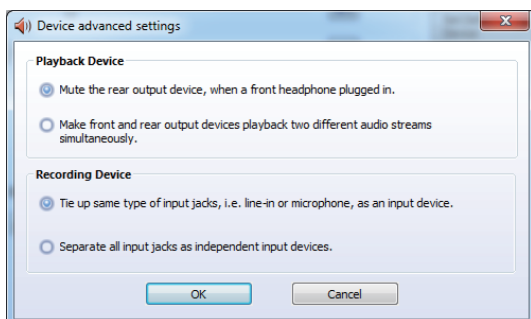 Device advanced settings
Playback Device
Mute the rear output device, when a front headphone plugged in.
Make front and rear output devices playback two different audio streams
simultaneously.
Recording Device
Tie up same type of input jacks, i.e. line-in or microphone, as an input device.
Separate all input jacks as independent input devices.
OK
Cancel